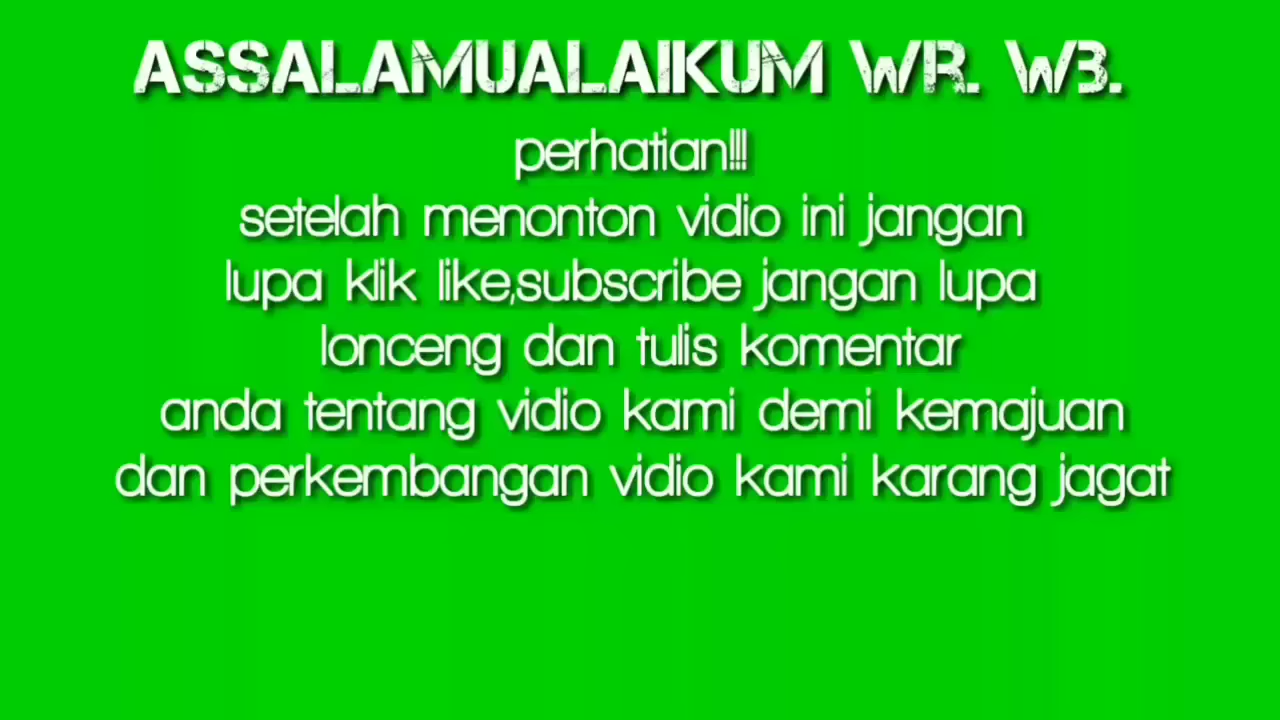 ASSALAMUALAIKUM WR. WB.
perhatian!!!
setelah menonton vidio ini jangan
lupa klik like,subscribe jangan lupa
lonceng dan tulis komentar
anda tentang vidio kami demi kemajuan
dan perkembangan vidio kami karang jagat